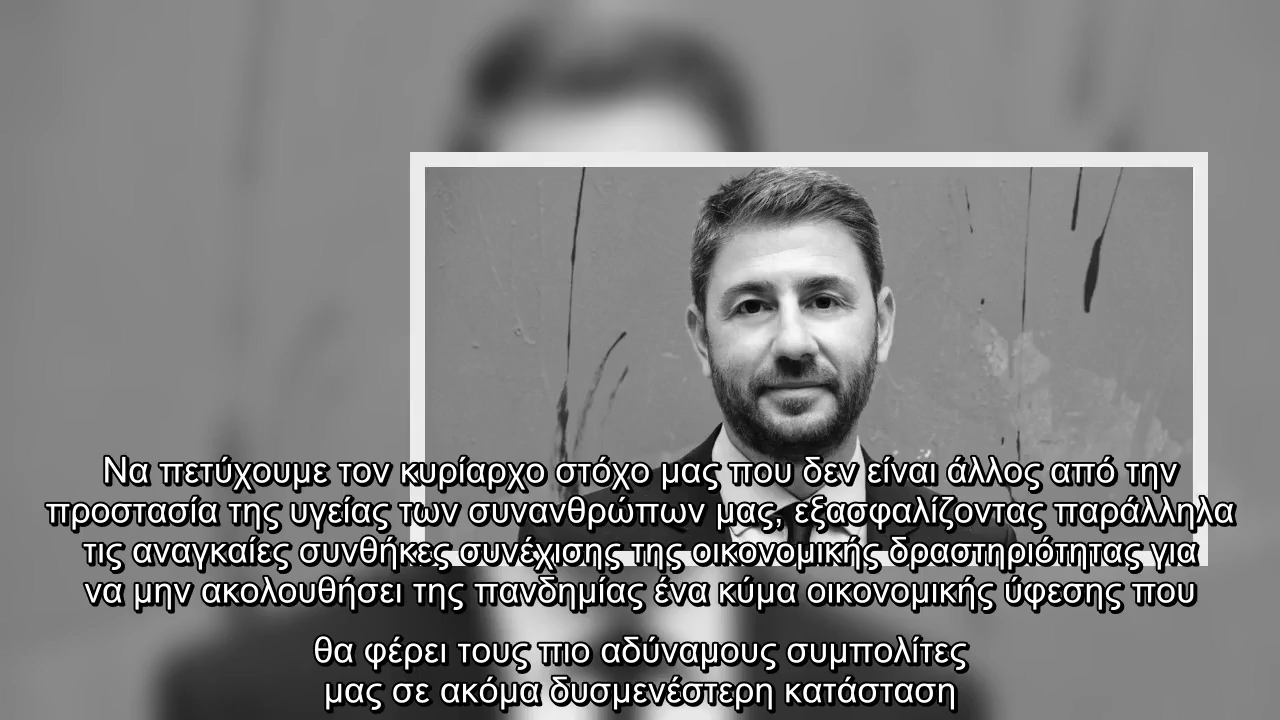 Να πετύχουμε τον κυρίαρχο στόχο μας που δεν είναι άλλος από την
προστασία της υγείας των συνανθρώπων μας, εξασφαλίζοντας παράλληλα
τις αναγκαίες συνθήκες συνέχισης της οικονομικής δραστηριότητας για
να μην ακολουθήσει της πανδημίας ένα κύμα οικονομικής ύφεσης που
θα φέρει τους πιο αδύναμους συμπολίτες
μας σε ακόμα δυσμενέστερη κατάσταση